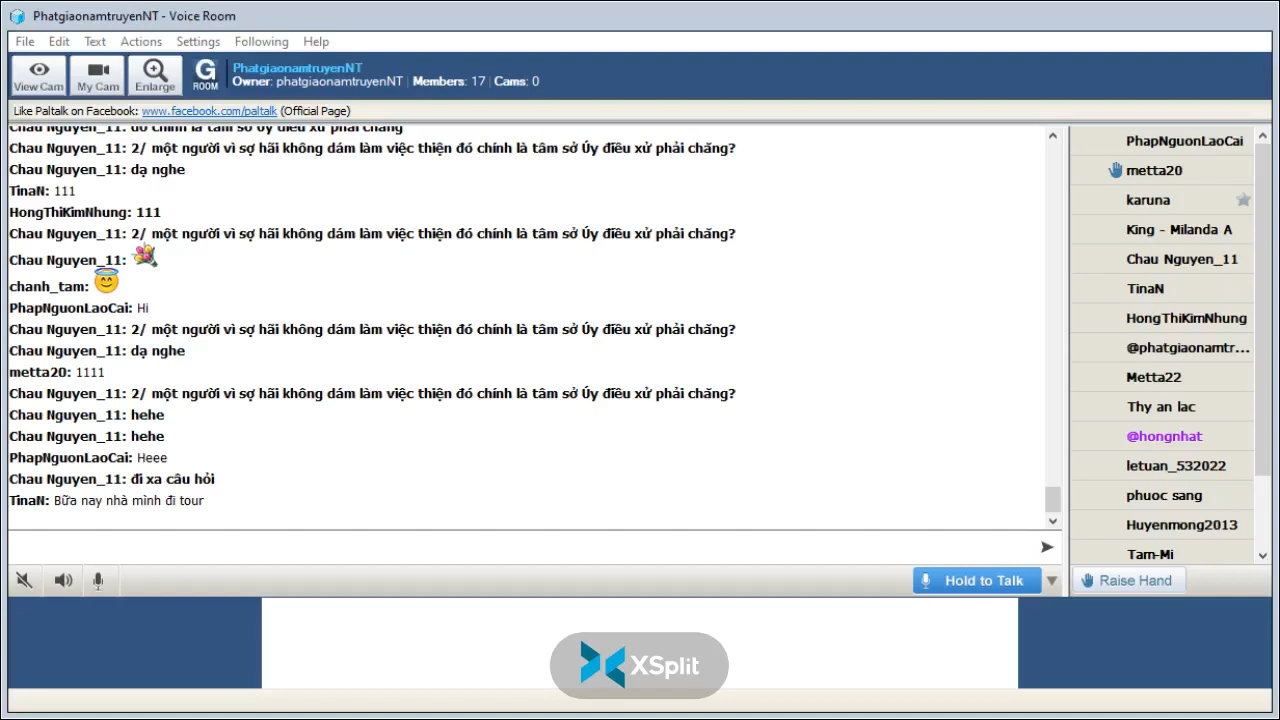 PhatgiaonamtruyenNT - Voice Room
File Edit Text Actions Settings Following Help
View Cam
My Cam
Enlarge
G ROOM
PhatgiaonamtruyenNT
Owner: phatgiaonamtruyenNT | Members: 17 | Cams: 0
Like Paltalk on Facebook: www.facebook.com/paltalk (Official Page)
Chau Nguyen_11: 2/ một người vì sợ hãi không dám làm việc thiện đó chính là tâm sở Úy điều xử phải chăng?
Chau Nguyen_11: dạ nghe
TinaN: 111
HongThiKimNhung: 111
Chau Nguyen_11: 2/ một người vì sợ hãi không dám làm việc thiện đó chính là tâm sở Úy điều xử phải chăng?
Chau Nguyen_11:
chanh_tam:
PhapNguonLaoCai: Hi
Chau Nguyen_11: 2/ một người vì sợ hãi không dám làm việc thiện đó chính là tâm sở Úy điều xử phải chăng?
Chau Nguyen_11: dạ nghe
metta20: 1111
Chau Nguyen_11: 2/ một người vì sợ hãi không dám làm việc thiện đó chính là tâm sở Úy điều xử phải chăng?
Chau Nguyen_11: hehe
Chau Nguyen_11: hehe
PhapNguonLaoCai: Heee
Chau Nguyen_11: đi xa câu hỏi
TinaN: Bữa nay nhà mình đi tour
PhapNguonLaoCai
metta20
karuna
King - Milanda A
Chau Nguyen_11
TinaN
HongThiKimNhung
@phatgiaonamtr...
Metta22
Thy an lac
@hongnhat
letuan_532022
phuoc sang
Huyenmong2013
Tam-Mi
Hold to Talk
Raise Hand
XSplit